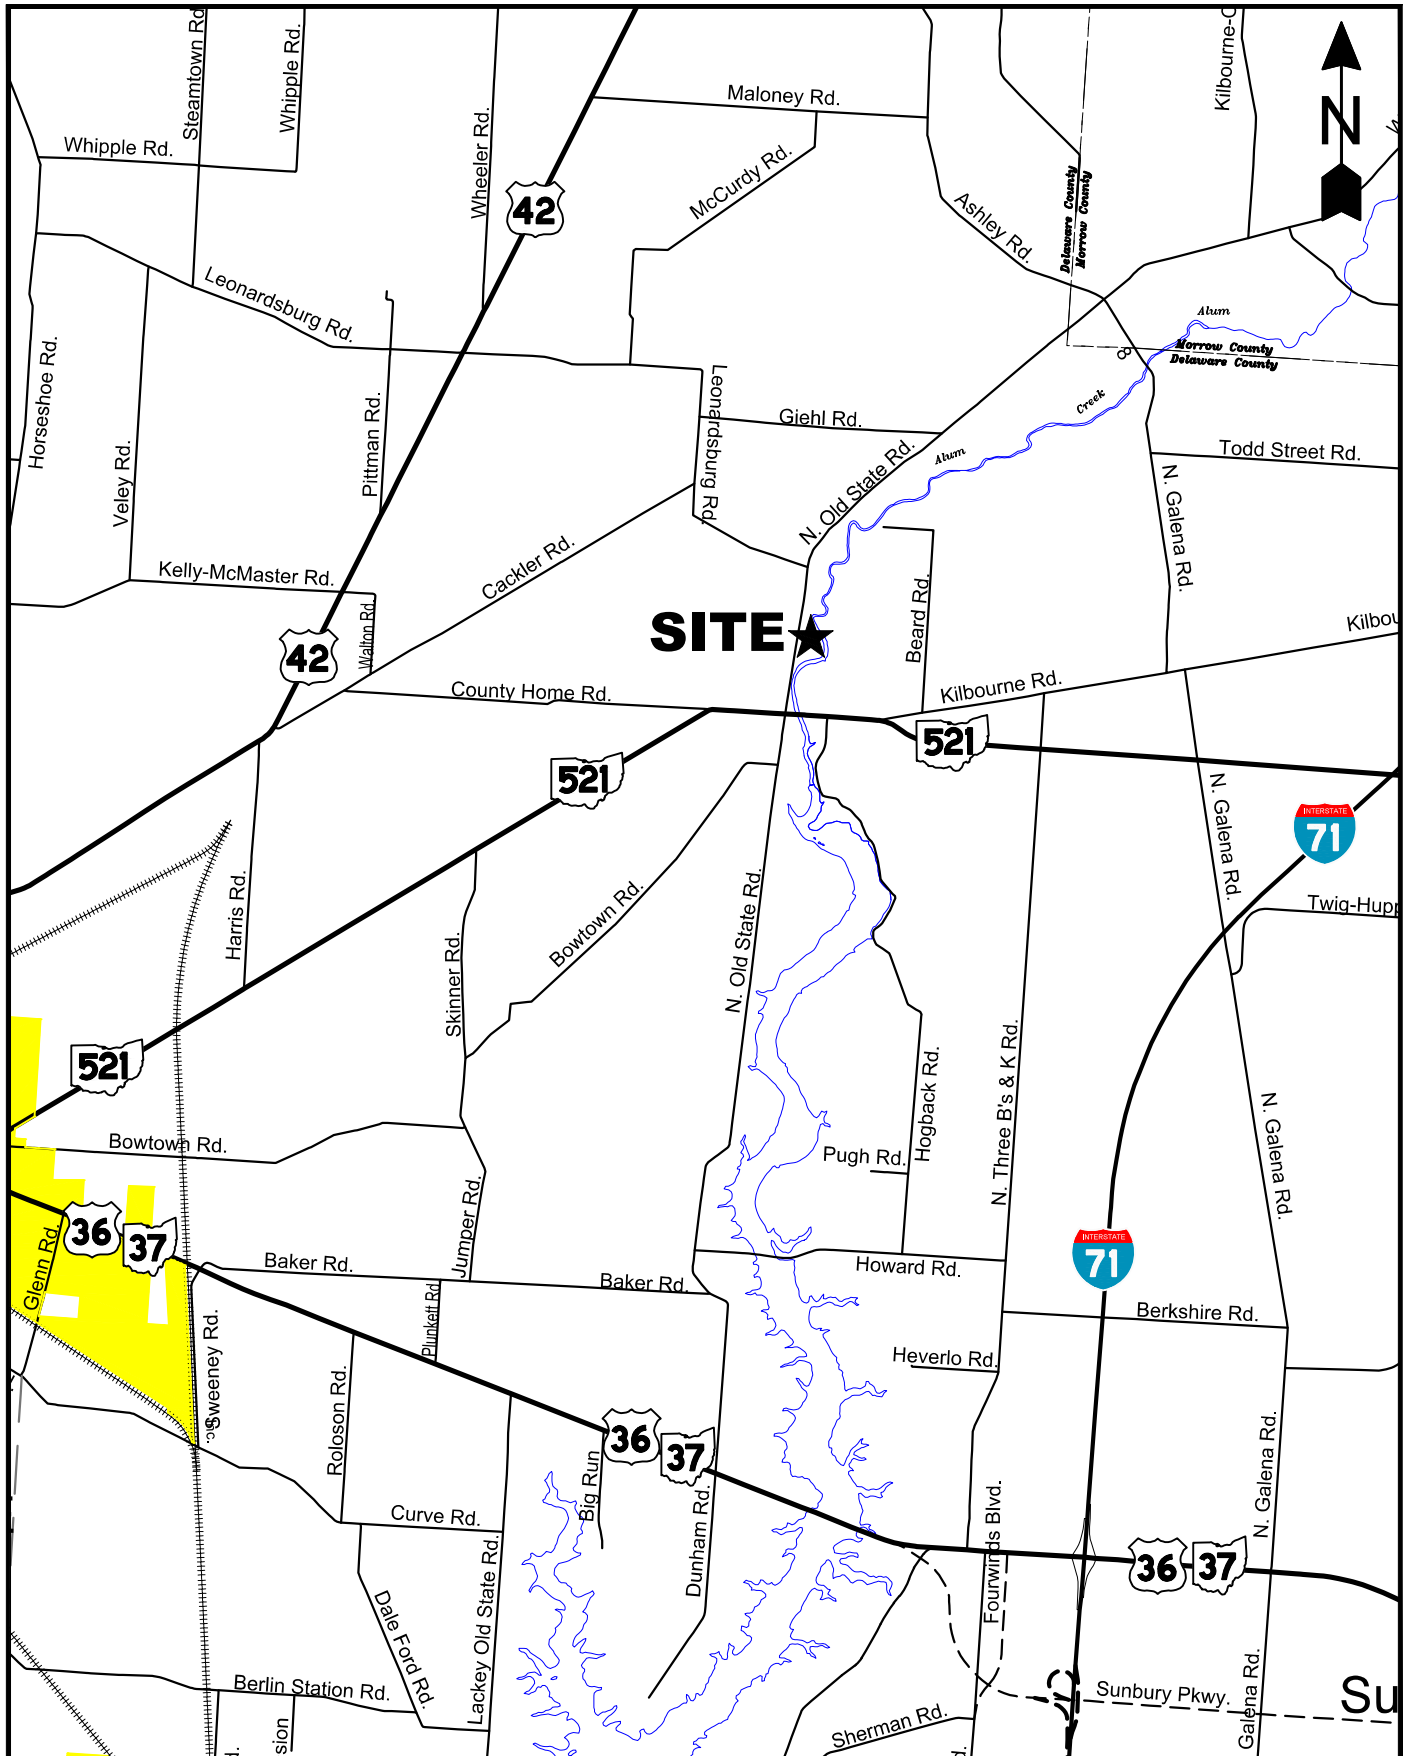 Steamtown Rd
Whipple Rd.
Whipple Rd.
Wheeler Rd.
Maloney Rd.
McCurdy Rd.
Ashley Rd.
Kilbourne-
N
42
Delaware County
Morrow County
Leonardsburg Rd.
Alum
Morrow County
Delaware County
8
Creek
Horseshoe Rd.
Veley Rd.
Pittman Rd.
Leonardsburg Rd.
Giehl Rd.
N. Old State Rd.
Alum
Todd Street Rd.
N. Galena Rd.
Kelly-McMaster Rd.
Cackler Rd.
Walton Rd.
Beard Rd.
SITE
Kilbou
42
County Home Rd.
Kilbourne Rd.
521
521
N. Galena Rd.
INTERSTATE
71
Harris Rd.
Skinner Rd.
Bowtown Rd.
N. Old State Rd.
Twig-Hupp
521
N. Three B's & K Rd.
Hogback Rd.
Pugh Rd.
N. Galena Rd.
Bowtown Rd.
36
37
Glenn Rd.
Jumper Rd.
Baker Rd.
Baker Rd.
Howard Rd.
INTERSTATE
71
Plunkett Rd
Berkshire Rd.
Sweeney Rd.
Heverlo Rd.
Roloson Rd.
36
37
Big Run
Dunham Rd.
Curve Rd.
Fourwinds Blvd.
N. Galena Rd.
36
37
Dale Ford Rd.
Lackey Old State Rd.
Berlin Station Rd.
Sunbury Pkwy.
Su
Galena Rd.
Sherman Rd.
sion
d.
d.